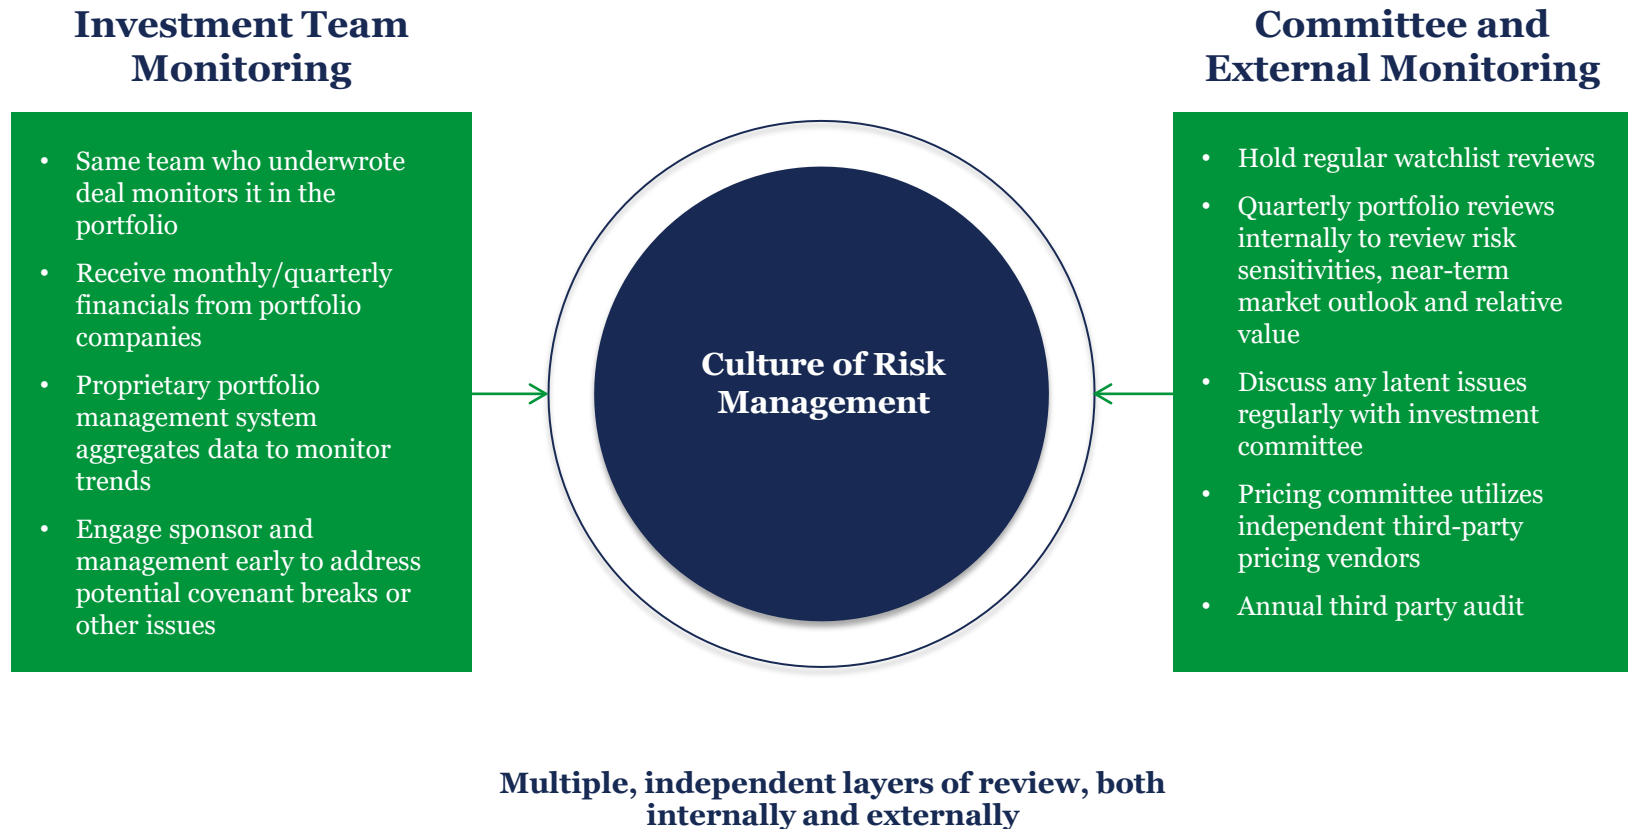 Investment Team
Monitoring
• Same team who underwrote
deal monitors it in the
portfolio
• Receive monthly/quarterly
financials from portfolio
companies
• Proprietary portfolio
management system
aggregates data to monitor
trends
• Engage sponsor and
management early to address
potential covenant breaks or
other issues
Culture of Risk
Management
Committee and
External Monitoring
• Hold regular watchlist reviews
• Quarterly portfolio reviews
internally to review risk
sensitivities, near-term
market outlook and relative
value
• Discuss any latent issues
regularly with investment
committee
• Pricing committee utilizes
independent third-party
pricing vendors
• Annual third party audit
Multiple, independent layers of review, both
internally and externally